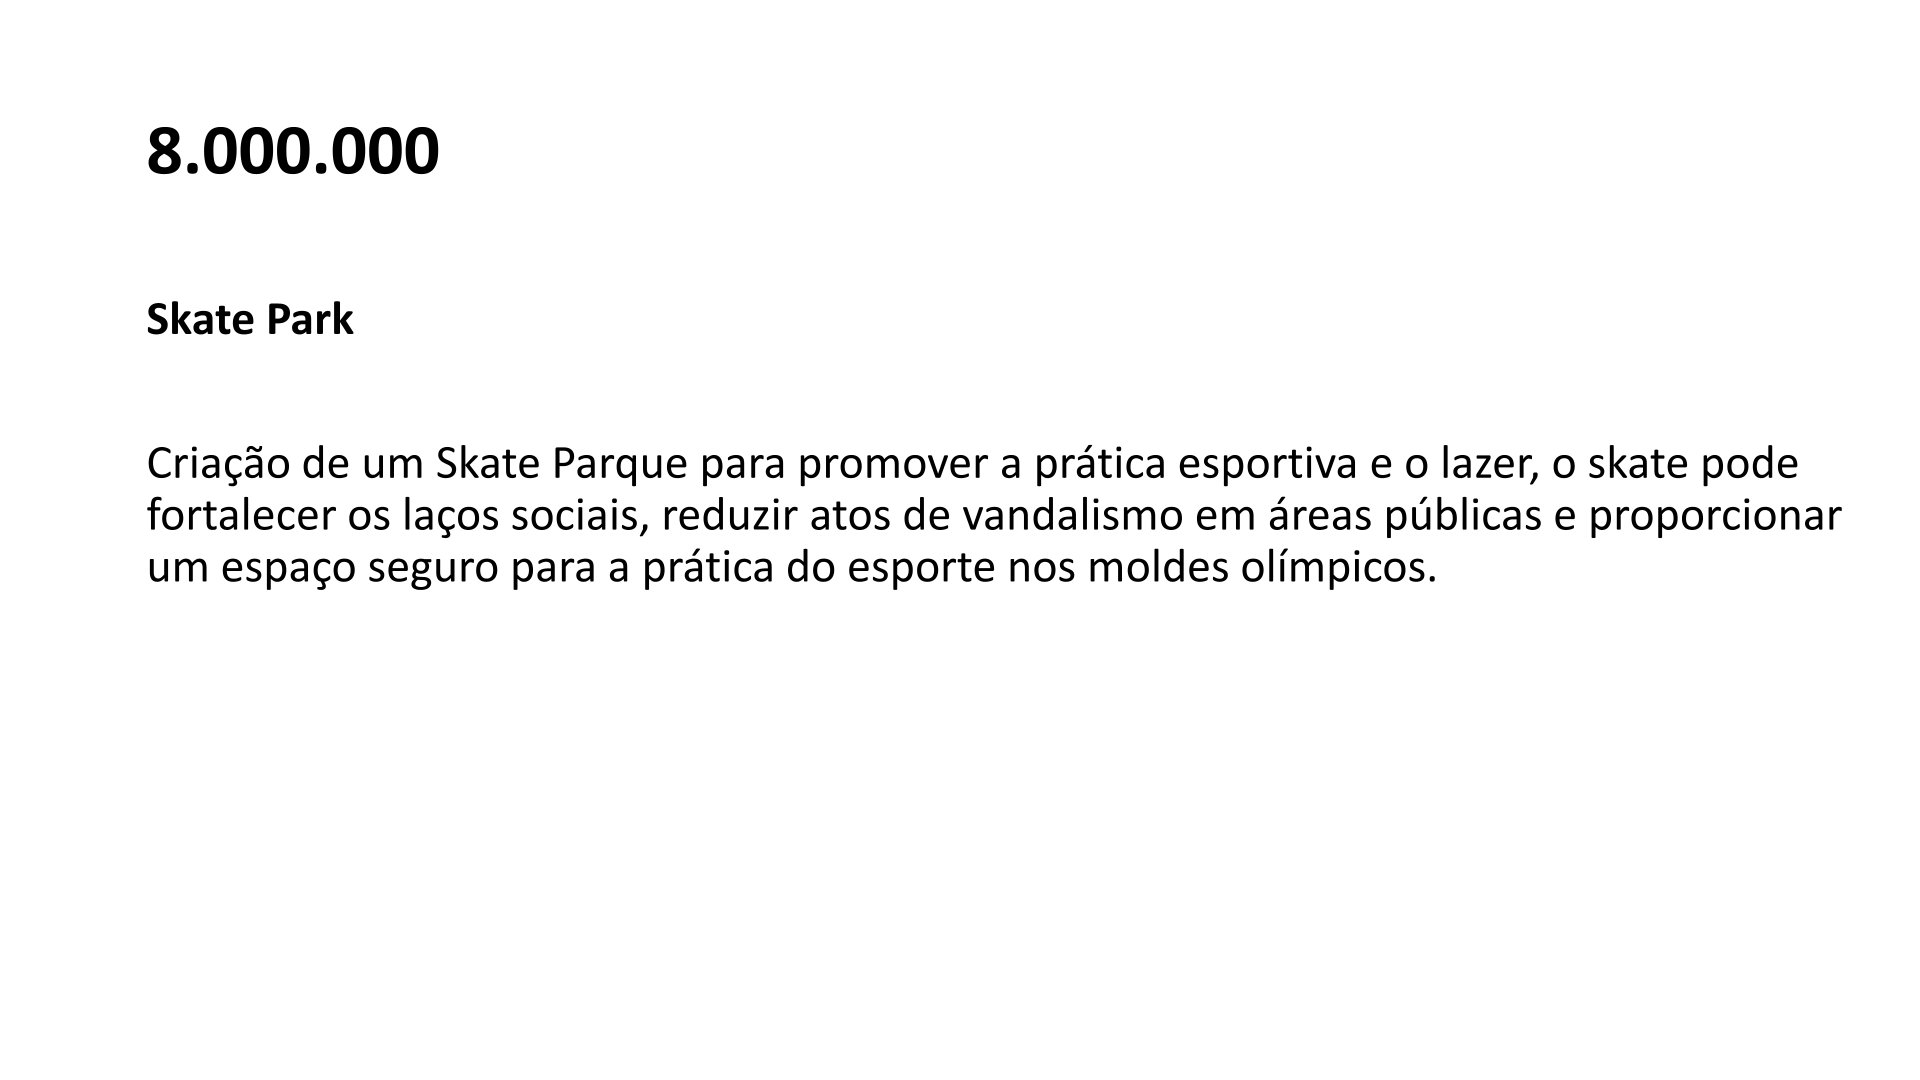 8.000.000
Skate Park
Criação de um Skate Parque para promover a prática esportiva e o lazer, o skate pode
fortalecer os laços sociais, reduzir atos de vandalismo em áreas públicas e proporcionar
um espaço seguro para a prática do esporte nos moldes olímpicos.